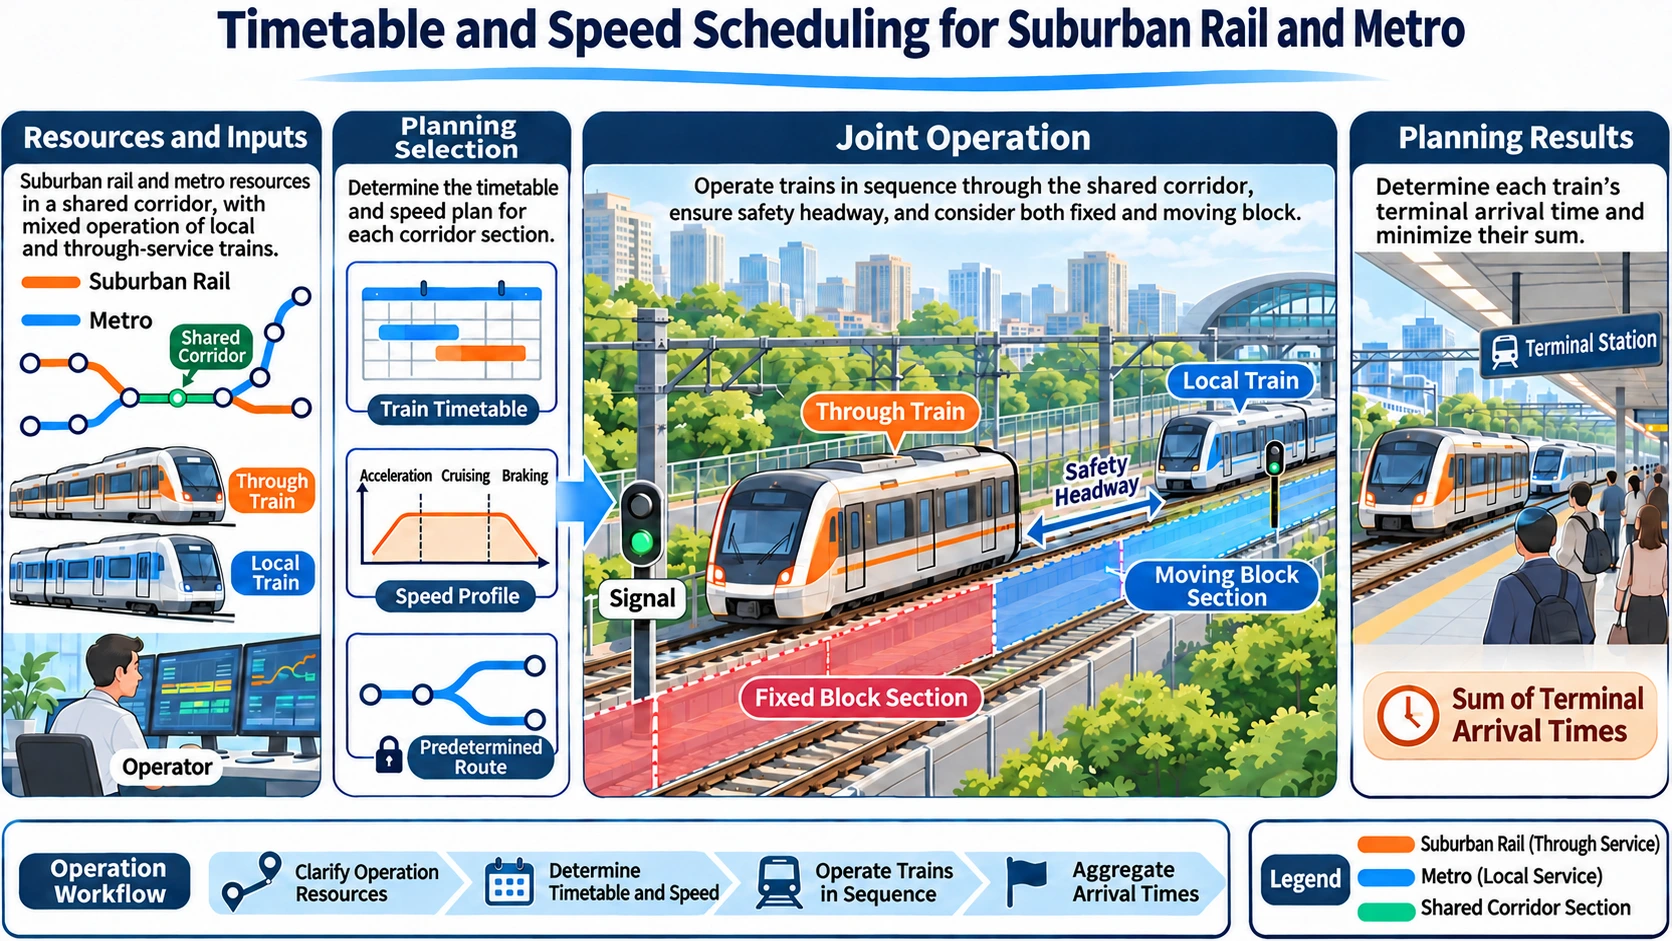 Timetable and Speed Scheduling for Suburban Rail and Metro
Resources and Inputs
Suburban rail and metro resources
in a shared corridor, with
mixed operation of local
and through-service trains.
Suburban Rail
Metro
Shared
Corridor
Through
Train
Local
Train
Operator
Planning
Selection
Determine the timetable
and speed plan for
each corridor section.
Train Timetable
Acceleration Cruising Braking
Speed Profile
Predetermined
Route
Joint Operation
Operate trains in sequence through the shared corridor,
ensure safety headway, and consider both fixed and moving block.
Through Train
Local Train
Safety
Headway
Signal
Moving Block
Section
Fixed Block Section
Planning Results
Determine each train's
terminal arrival time and
minimize their sum.
Terminal Station
Sum of Terminal
Arrival Times
Operation
Workflow
Clarify Operation
Resources
Determine
Timetable and Speed
Operate Trains
in Sequence
Aggregate
Arrival Times
Legend
Suburban Rail (Through Service)
Metro (Local Service)
Shared Corridor Section